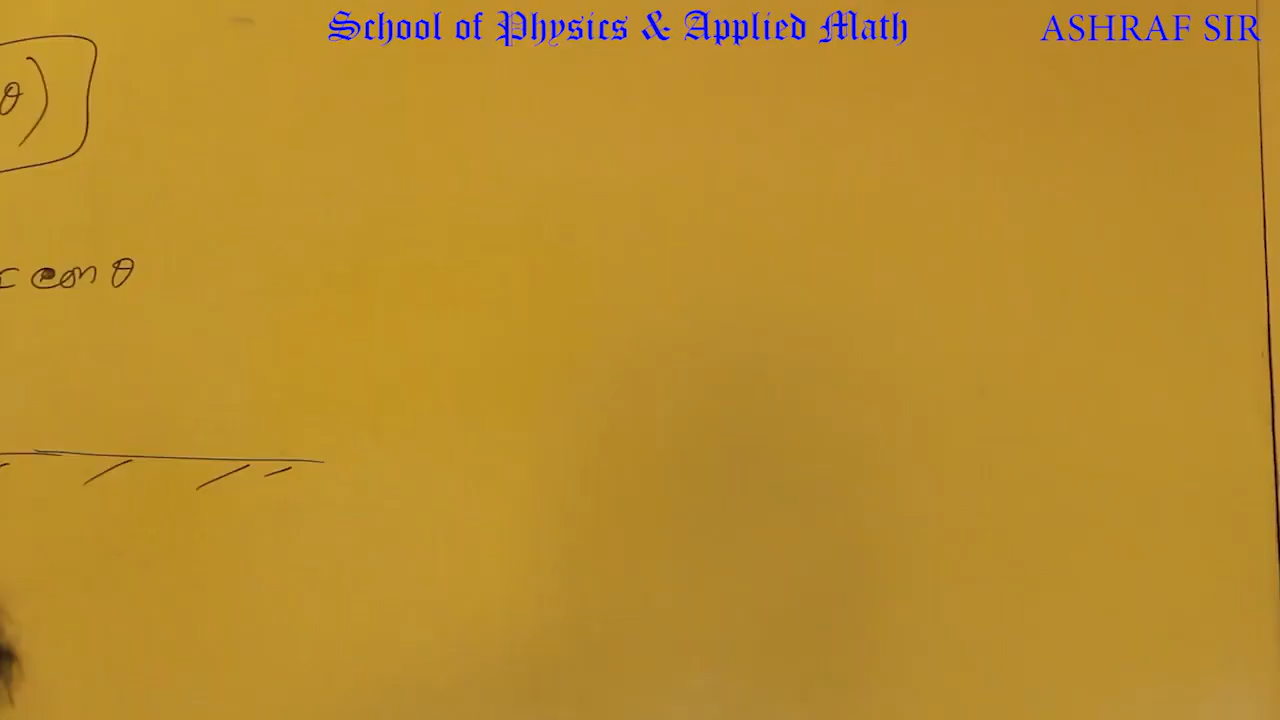 School of Physics & Applied Math
ASHRAF SIR
θ)
cos θ